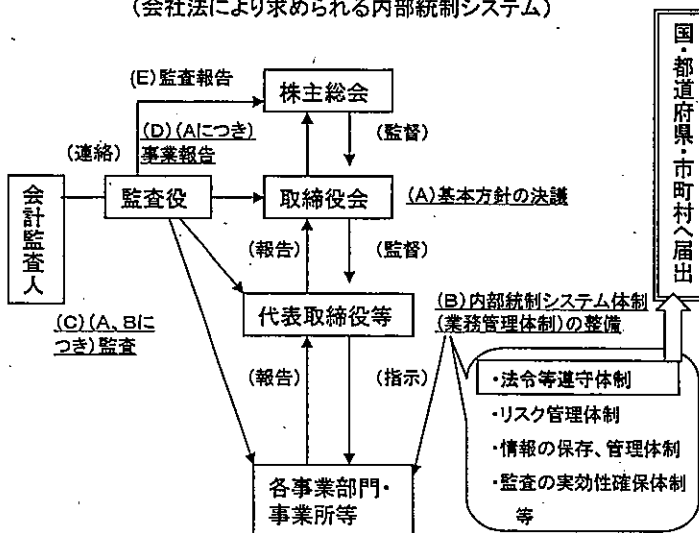 (会社法により求められる内部統制システム)
国・都道府県・市町村へ届出
(E)監査報告
株主総会
(D)(Aにつき)
事業報告
(監督)
(連絡)
会計監査人
監査役
取締役会
(A)基本方針の決議
(報告)
(監督)
(B)内部統制システム体制
(業務管理体制)の整備
代表取締役等
(C)(A、Bに
つき)監査
(報告)
(指示)
・法令等遵守体制
・リスク管理体制
・情報の保存、管理体制
・監査の実効性確保体制
等
各事業部門・
事業所等